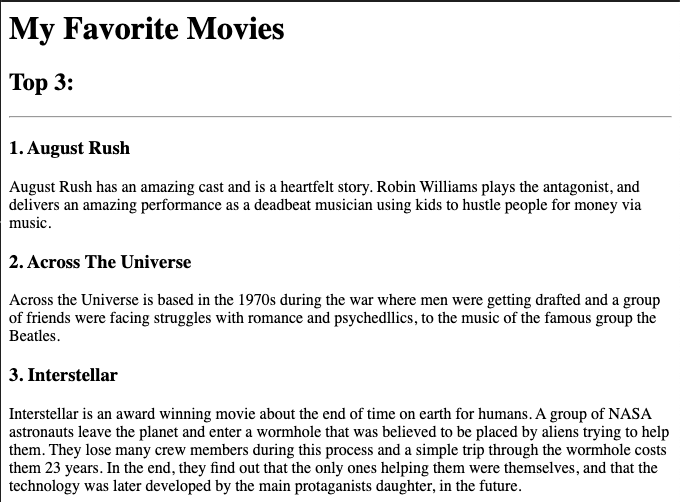 My Favorite Movies
Top 3:
1. August Rush
August Rush has an amazing cast and is a heartfelt story. Robin Williams plays the antagonist, and
delivers an amazing performance as a deadbeat musician using kids to hustle people for money via
music.
2. Across The Universe
Across the Universe is based in the 1970s during the war where men were getting drafted and a group
of friends were facing struggles with romance and psychedllics, to the music of the famous group the
Beatles.
3. Interstellar
Interstellar is an award winning movie about the end of time on earth for humans. A group of NASA
astronauts leave the planet and enter a wormhole that was believed to be placed by aliens trying to help
them. They lose many crew members during this process and a simple trip through the wormhole costs
them 23 years. In the end, they find out that the only ones helping them were themselves, and that the
technology was later developed by the main protaganists daughter, in the future.